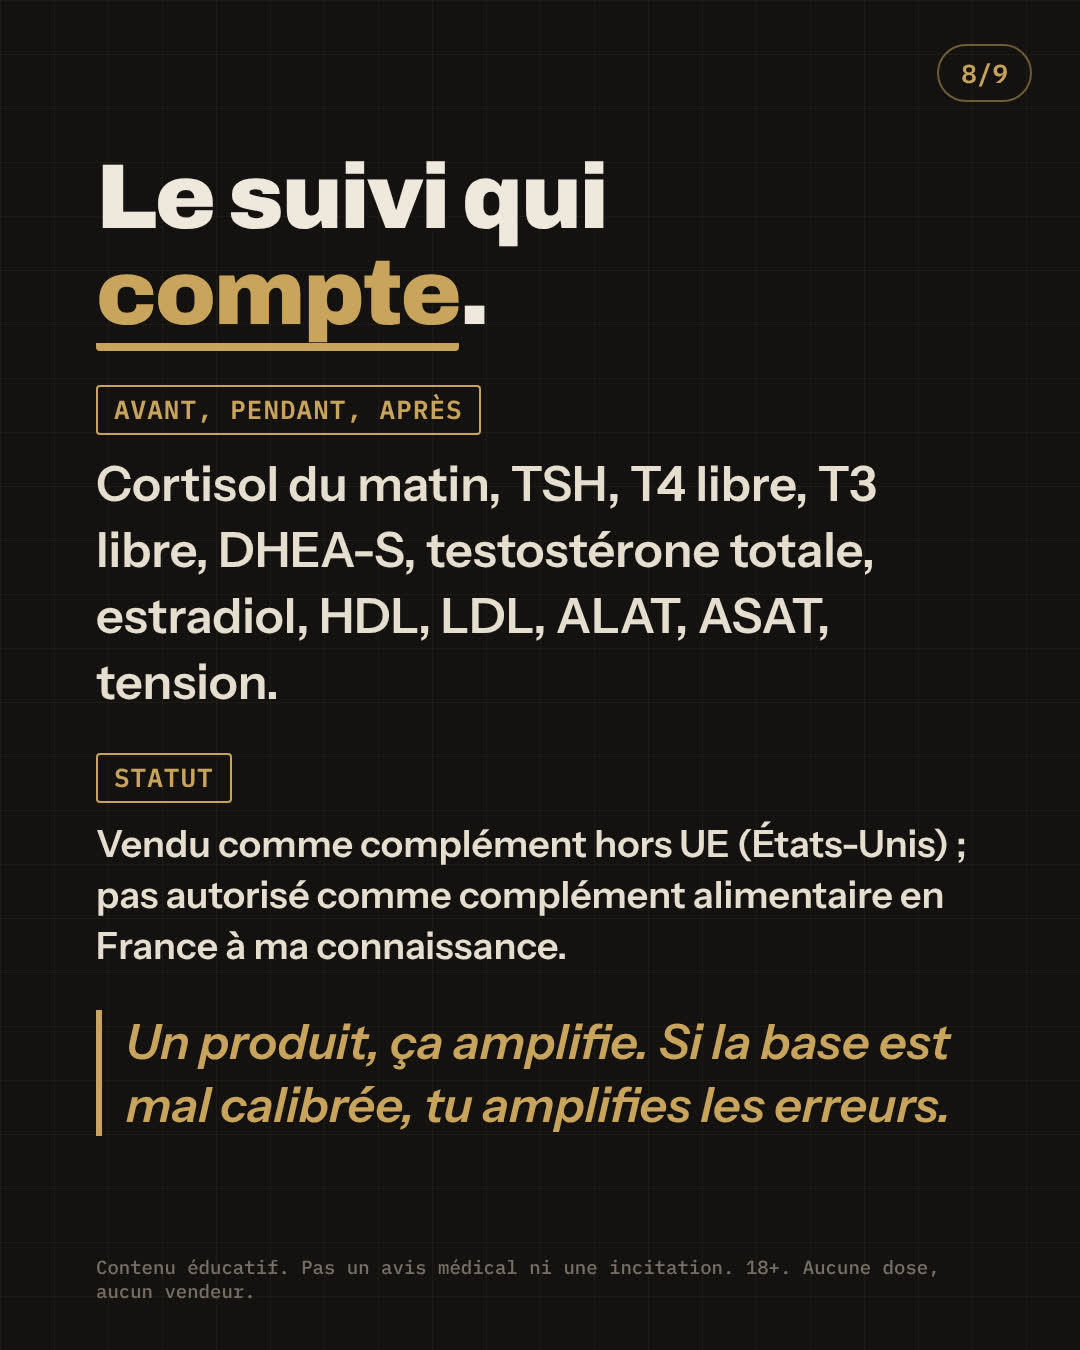 8/9
Le suivi qui
compte.
AVANT, PENDANT, APRÈS
Cortisol du matin, TSH, T4 libre, T3
libre, DHEA-S, testostérone totale,
estradiol, HDL, LDL, ALAT, ASAT,
tension.
STATUT
Vendu comme complément hors UE (États-Unis) ;
pas autorisé comme complément alimentaire en
France à ma connaissance.
Un produit, ça amplifie. Si la base est
mal calibrée, tu amplifies les erreurs.
Contenu éducatif. Pas un avis médical ni une incitation. 18+. Aucune dose,
aucun vendeur.